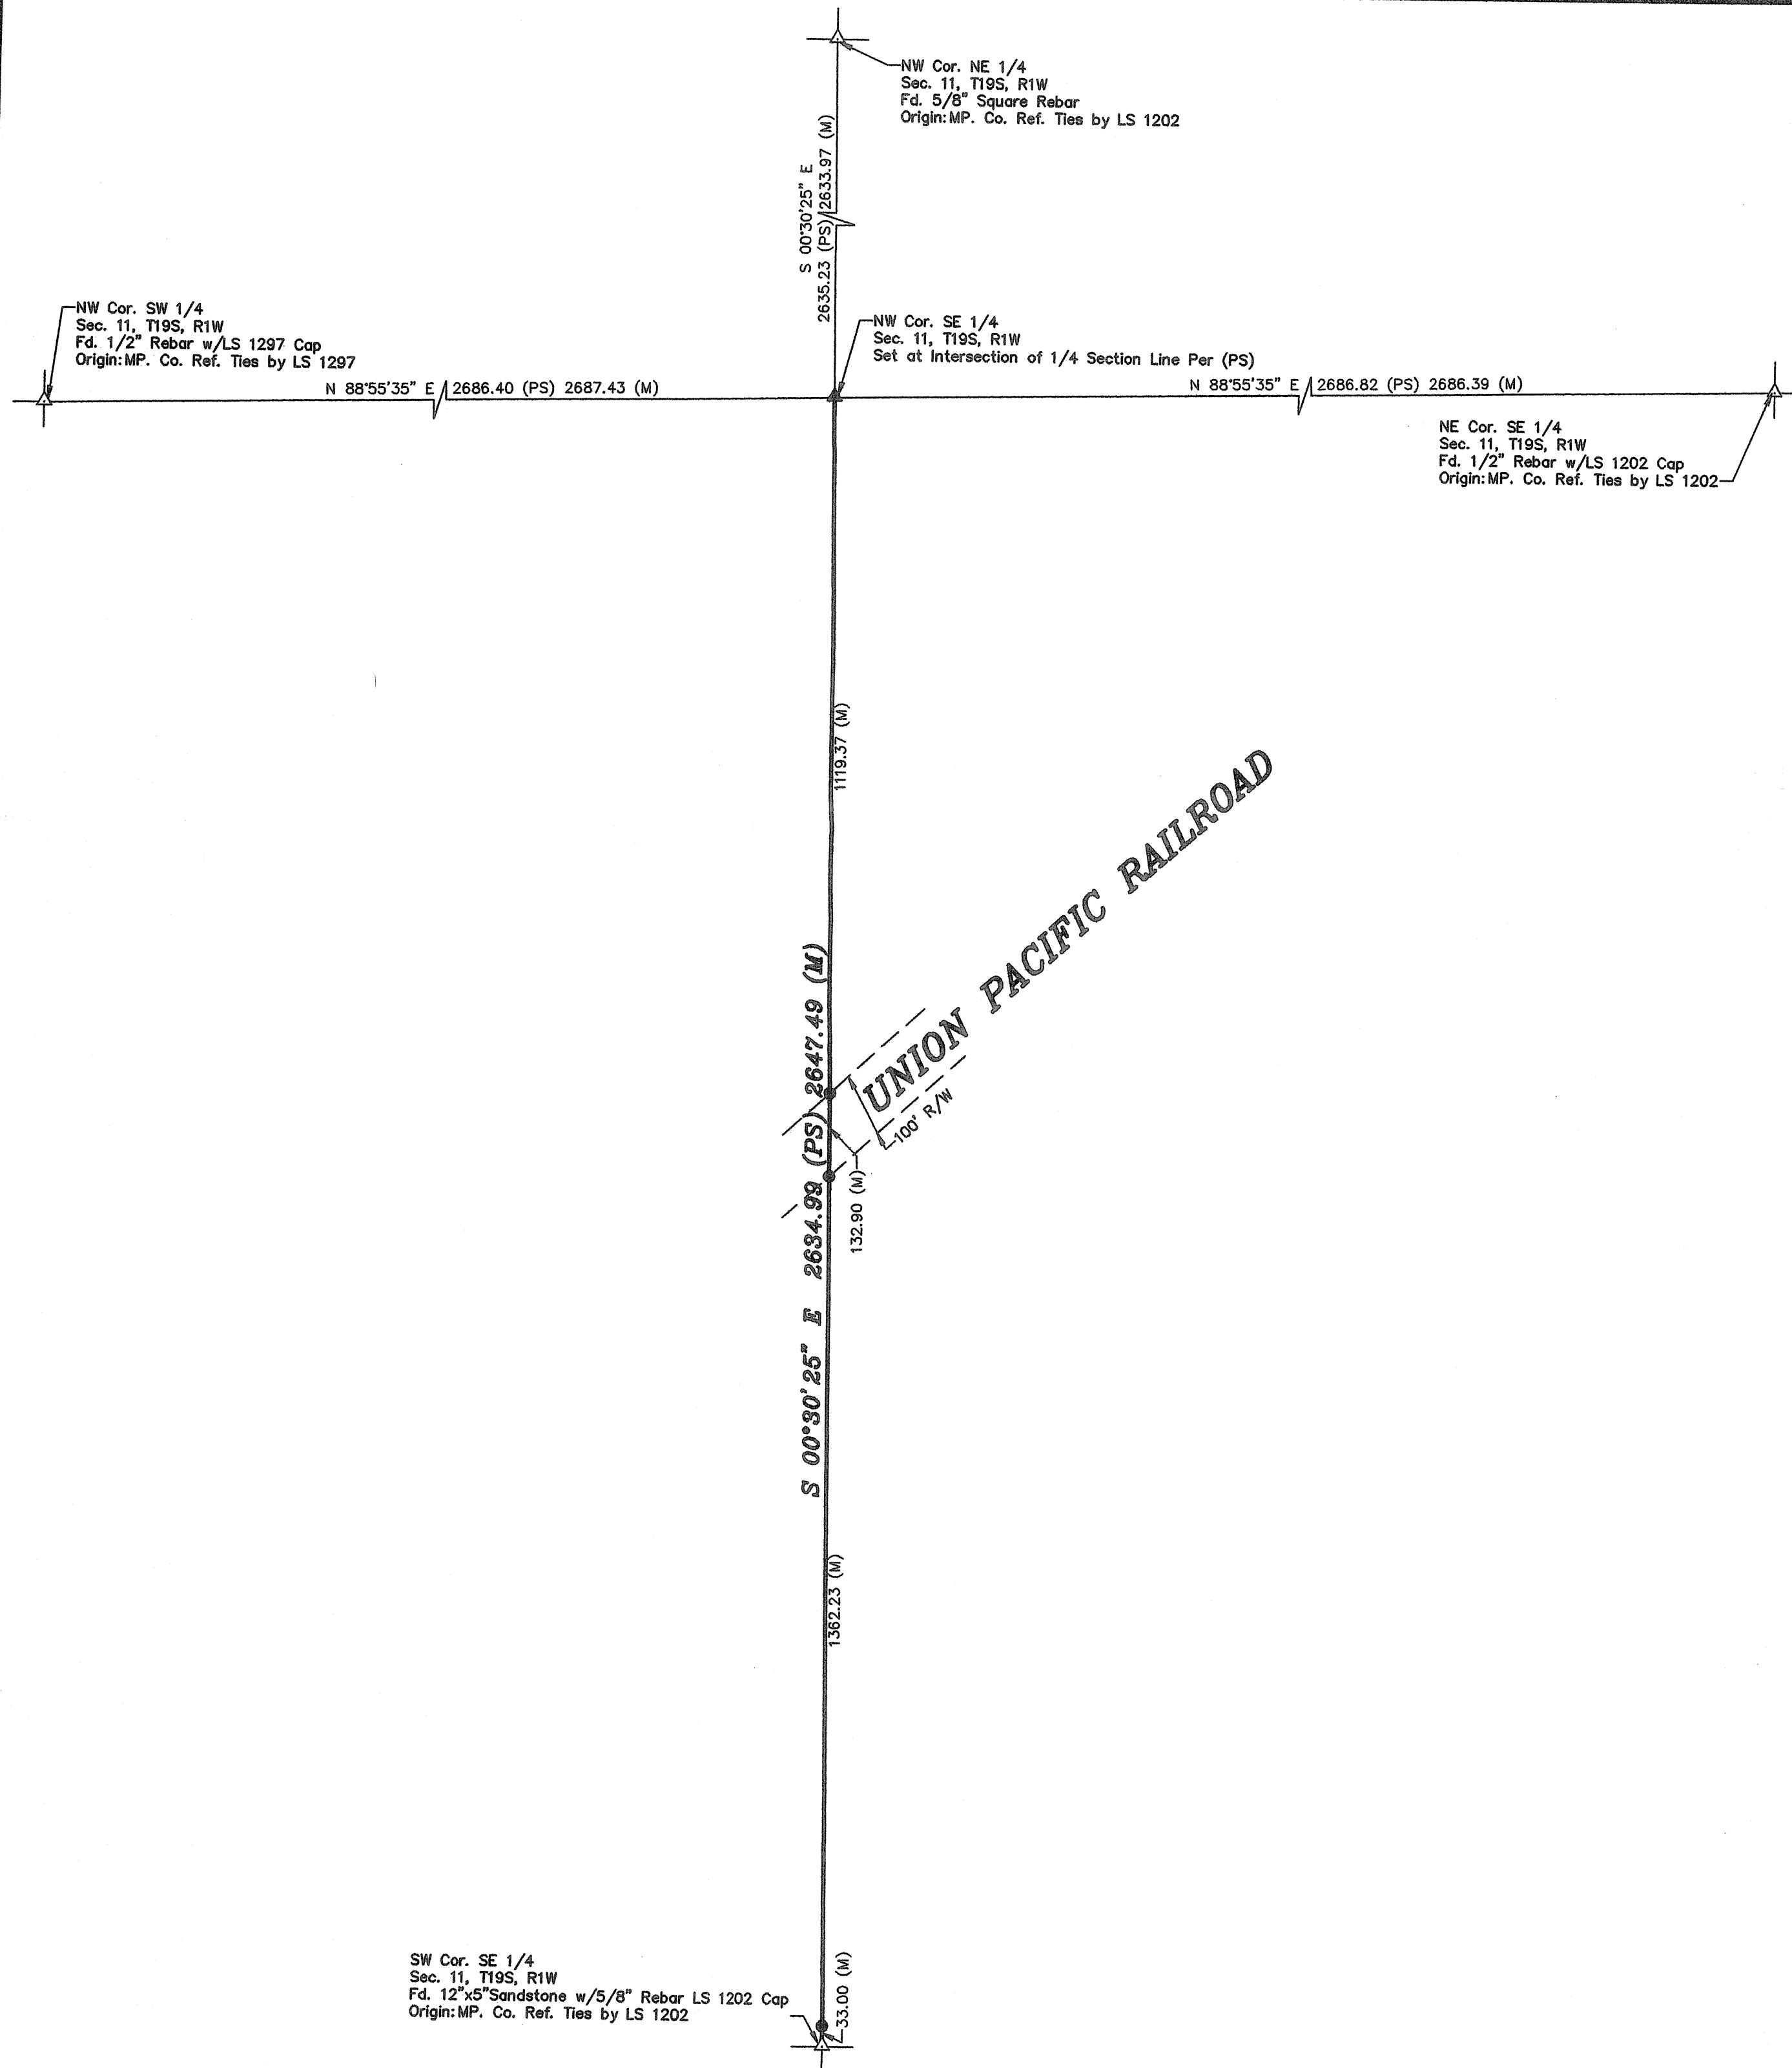 NW Cor. NE 1/4
Sec. 11, T19S, R1W
Fd. 5/8" Square Rebar
Origin: MP. Co. Ref. Ties by LS 1202
S 00°30'25" E
2635.23 (PS) 2633.97 (M)
NW Cor. SW 1/4
Sec. 11, T19S, R1W
Fd. 1/2" Rebar w/LS 1297 Cap
Origin: MP. Co. Ref. Ties by LS 1297
NW Cor. SE 1/4
Sec. 11, T19S, R1W
Set at Intersection of 1/4 Section Line Per (PS)
N 88°55'35" E 2686.40 (PS) 2687.43 (M)
N 88°55'35" E 2686.82 (PS) 2686.39 (M)
NE Cor. SE 1/4
Sec. 11, T19S, R1W
Fd. 1/2" Rebar w/LS 1202 Cap
Origin: MP. Co. Ref. Ties by LS 1202
1119.37 (M)
UNION PACIFIC RAILROAD
100' R/W
S 00°30'25" E 2634.99 (PS) 2647.49 (M)
132.90 (M)
1362.23 (M)
SW Cor. SE 1/4
Sec. 11, T19S, R1W
Fd. 12"x5"Sandstone w/5/8" Rebar LS 1202 Cap
Origin: MP. Co. Ref. Ties by LS 1202
33.00 (M)